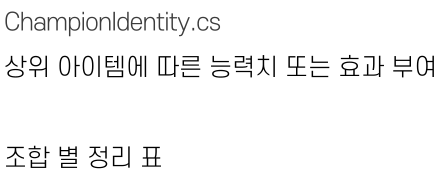 ChampionIdentity.cs
상위 아이템에 따른 능력치 또는 효과 부여
조합 별 정리 표